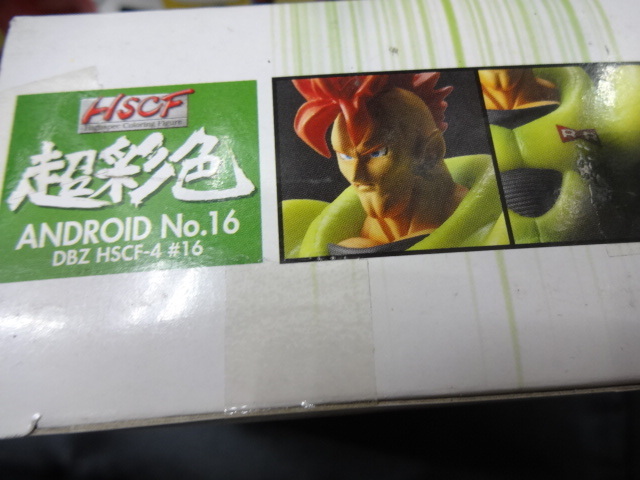 HSCF
HighSpec Coloring Figure
超彩色
ANDROID No.16
DBZ HSCF-4 #16